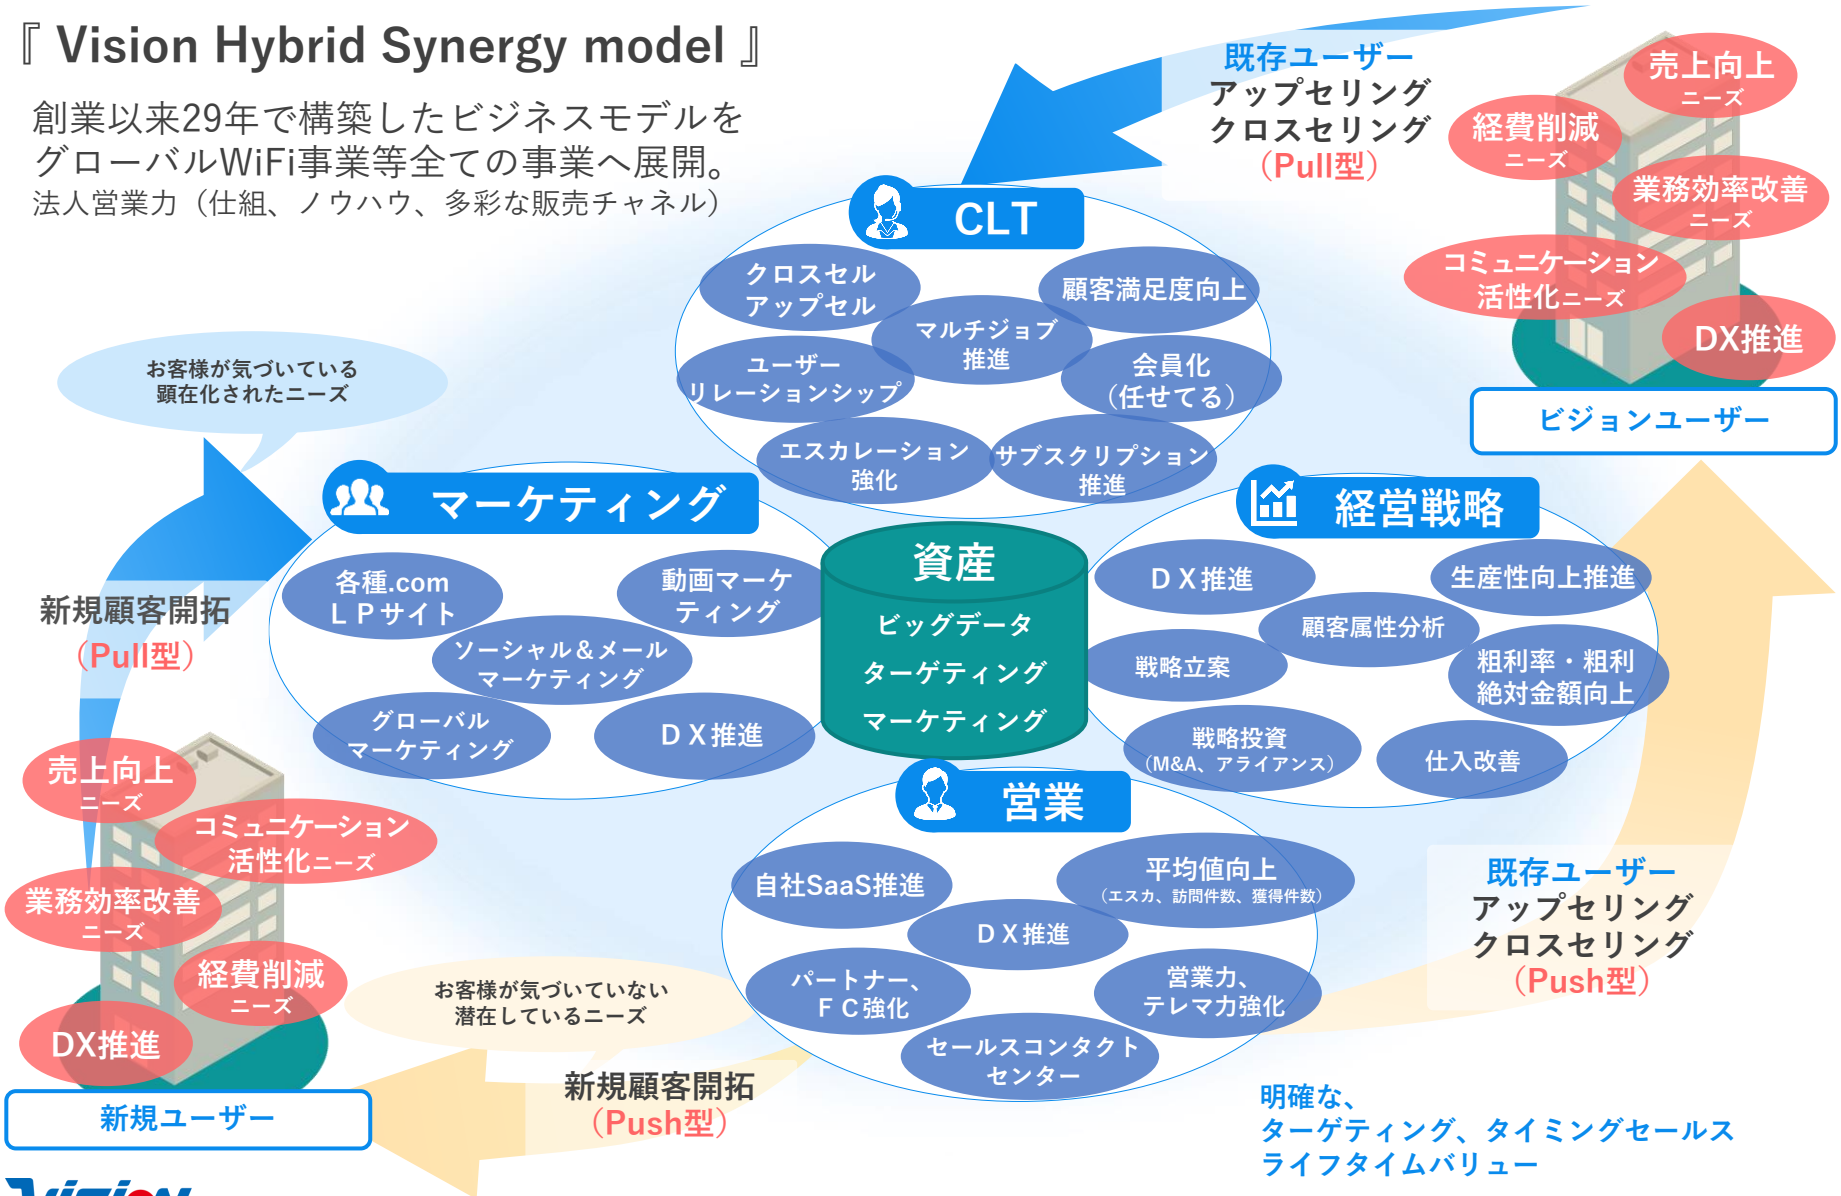 『 Vision Hybrid Synergy model 』
創業以来29年で構築したビジネスモデルを
グローバルWiFi事業等全ての事業へ展開。
法人営業力（仕組、ノウハウ、多彩な販売チャネル）
既存ユーザー
アップセリング
クロスセリング
（Pull型）
売上向上
ニーズ
経費削減
ニーズ
業務効率改善
ニーズ
コミュニケーション
活性化ニーズ
DX推進
ビジョンユーザー
CLT
クロスセル
アップセル
顧客満足度向上
マルチジョブ
推進
ユーザー
リレーションシップ
会員化
（任せてる）
エスカレーション
強化
サブスクリプション
推進
お客様が気づいている
顕在化されたニーズ
新規顧客開拓
（Pull型）
マーケティング
各種.com
ＬＰサイト
動画マーケ
ティング
ソーシャル＆メール
マーケティング
グローバル
マーケティング
ＤＸ推進
資産
ビッグデータ
ターゲティング
マーケティング
経営戦略
ＤＸ推進
生産性向上推進
顧客属性分析
戦略立案
粗利率・粗利
絶対金額向上
戦略投資
（M&A、アライアンス）
仕入改善
営業
自社SaaS推進
平均値向上
（エスカ、訪問件数、獲得件数）
ＤＸ推進
パートナー、
ＦＣ強化
営業力、
テレマ力強化
セールスコンタクト
センター
売上向上
ニーズ
コミュニケーション
活性化ニーズ
業務効率改善
ニーズ
経費削減
ニーズ
DX推進
新規ユーザー
お客様が気づいていない
潜在しているニーズ
新規顧客開拓
（Push型）
既存ユーザー
アップセリング
クロスセリング
（Push型）
明確な、
ターゲティング、タイミングセールス
ライフタイムバリュー
VISION